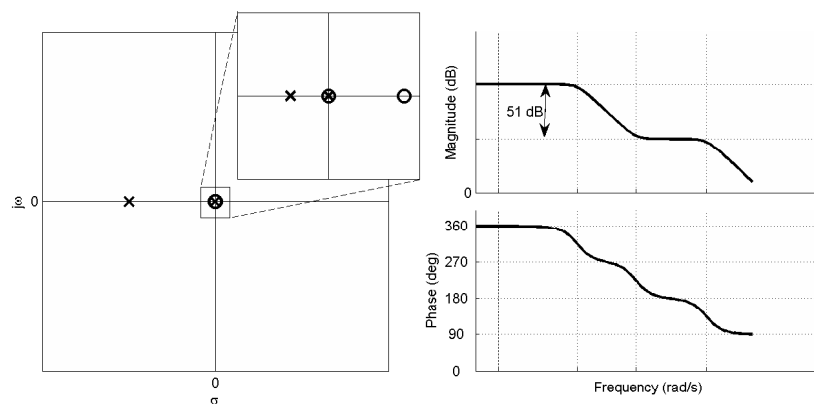 jω
0
0
σ
Magnitude (dB)
51 dB
0
Phase (deg)
360
270
180
90
0
Frequency (rad/s)